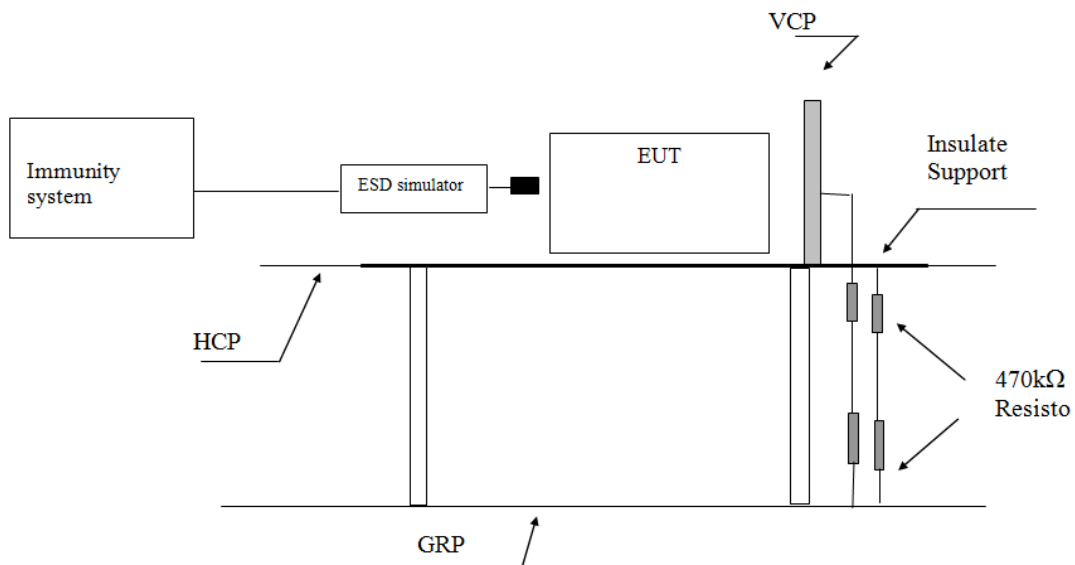 VCP
Immunity
system
ESD simulator
EUT
Insulate
Support
HCP
470kΩ
Resisto
GRP